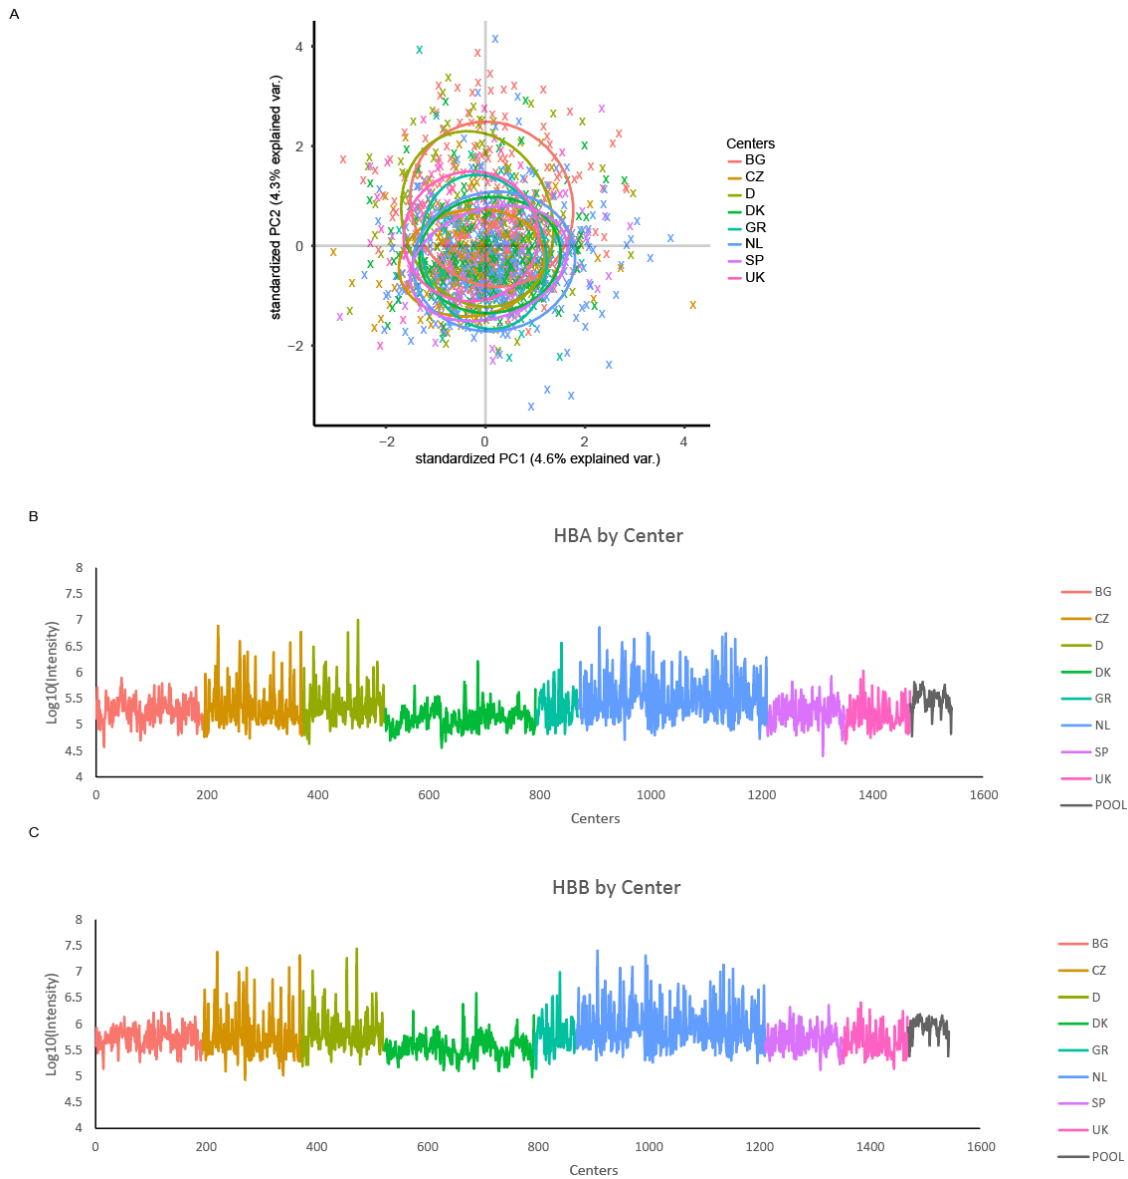 A
standardized PC2 (4.3% explained var.)
4
2
0
−2
−2
0
2
4
standardized PC1 (4.6% explained var.)
Centers
BG
CZ
D
DK
GR
NL
SP
UK
B
HBA by Center
Log10(Intensity)
8
7.5
7
6.5
6
5.5
5
4.5
4
0
200
400
600
800
1000
1200
1400
1600
Centers
BG
CZ
D
DK
GR
NL
SP
UK
POOL
C
HBB by Center
Log10(Intensity)
8
7.5
7
6.5
6
5.5
5
4.5
4
0
200
400
600
800
1000
1200
1400
1600
Centers
BG
CZ
D
DK
GR
NL
SP
UK
POOL